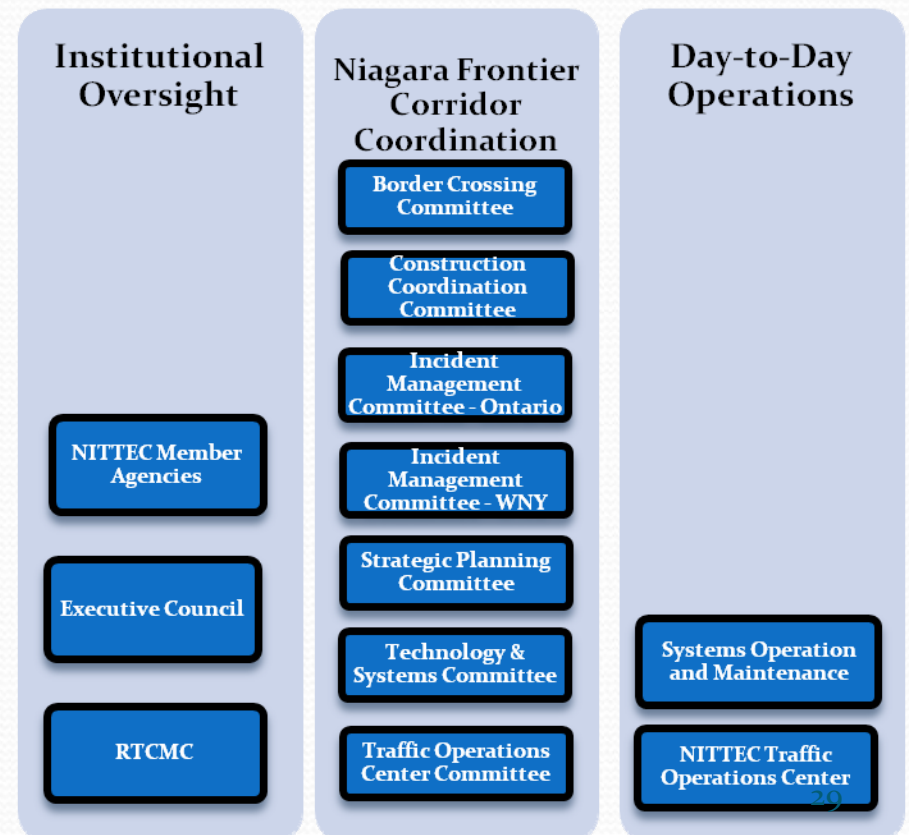 Institutional
Oversight
NITTEC Member
Agencies
Executive Council
RTCMC
Niagara Frontier
Corridor
Coordination
Border Crossing
Committee
Construction
Coordination
Committee
Incident
Management
Committee - Ontario
Incident
Management
Committee - WNY
Strategic Planning
Committee
Technology &
Systems Committee
Traffic Operations
Center Committee
Day-to-Day
Operations
Systems Operation
and Maintenance
NITTEC Traffic
Operations Center
29